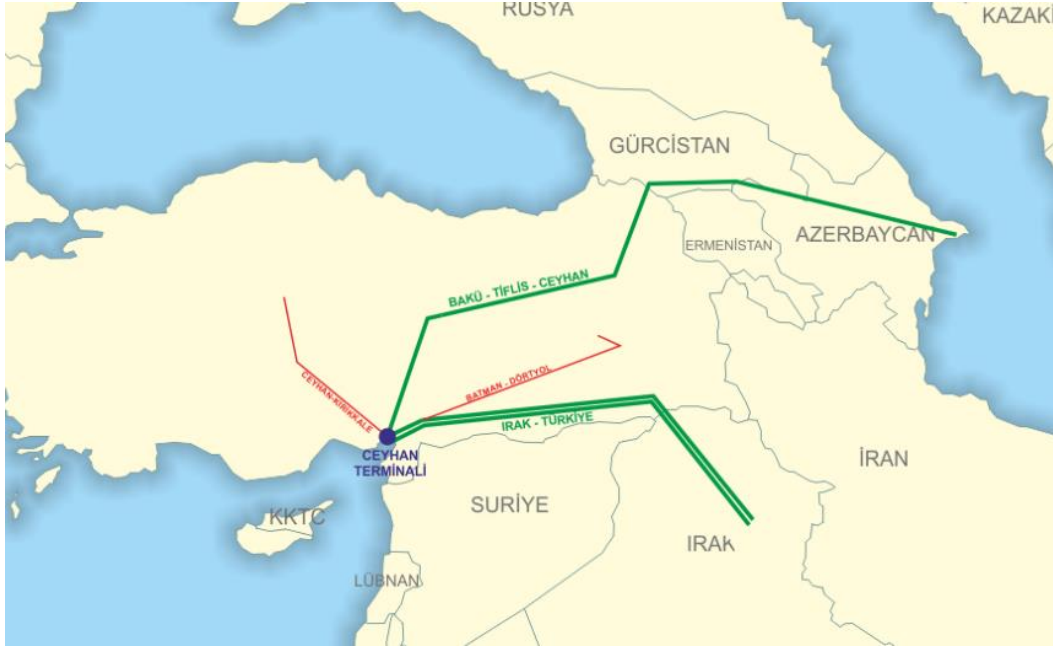 RUSYA
KAZAK
GÜRCİSTAN
AZERBAYCAN
ERMENİSTAN
BAKÜ - TİFLİS - CEYHAN
BATMAN - DÖRTYOL
CEYHAN-KIRIKKALE
IRAK - TÜRKİYE
CEYHAN
TERMİNALİ
İRAN
SURİYE
KKTC
IRAK
LÜBNAN